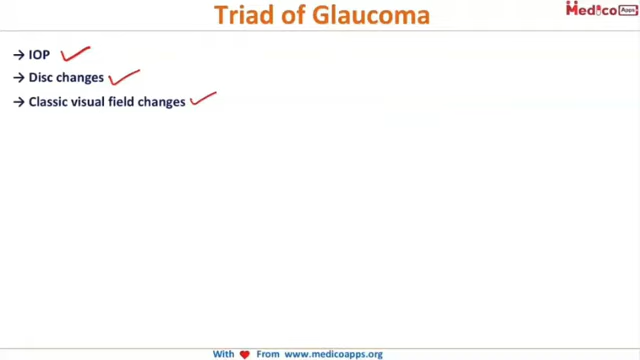 Triad of Glaucoma
Medico Apps
→ IOP
→ Disc changes
→ Classic visual field changes
With ♥ From www.medicoapps.org